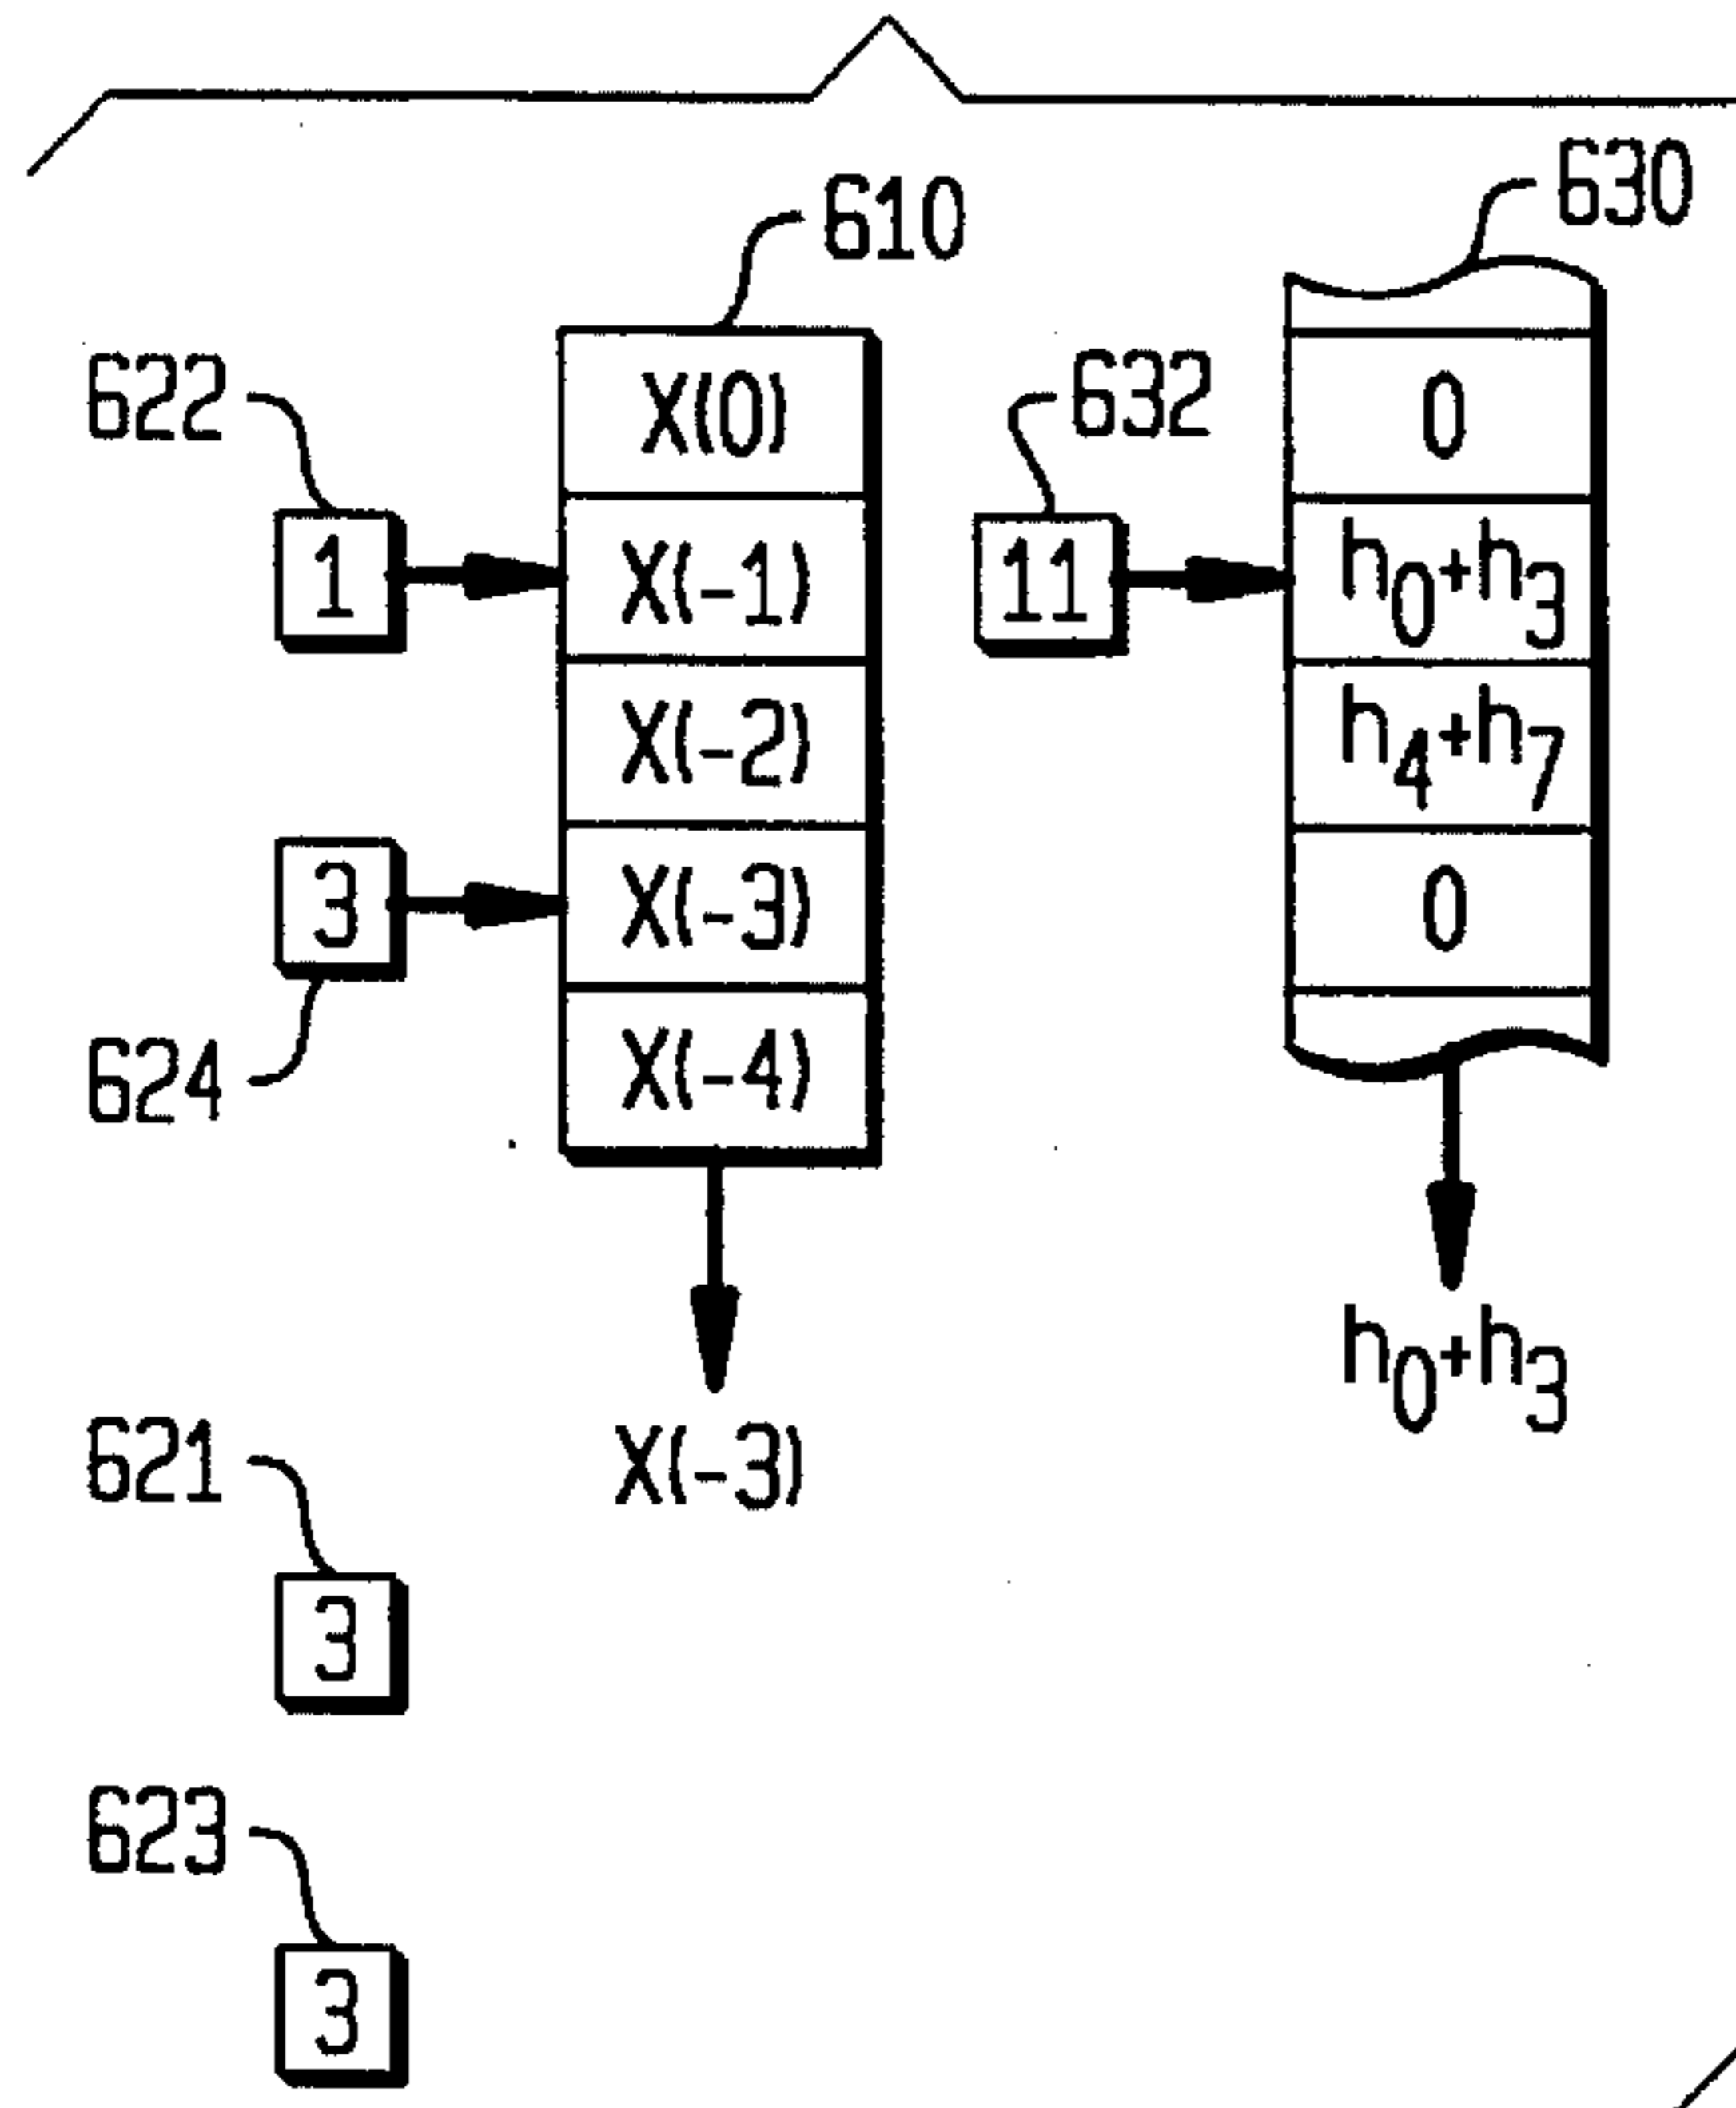 610
630
622
632
X(0)
0
1
X(-1)
11
h0+h3
X(-2)
h4+h7
3
X(-3)
0
624
X(-4)
h0+h3
621
X(-3)
3
623
3